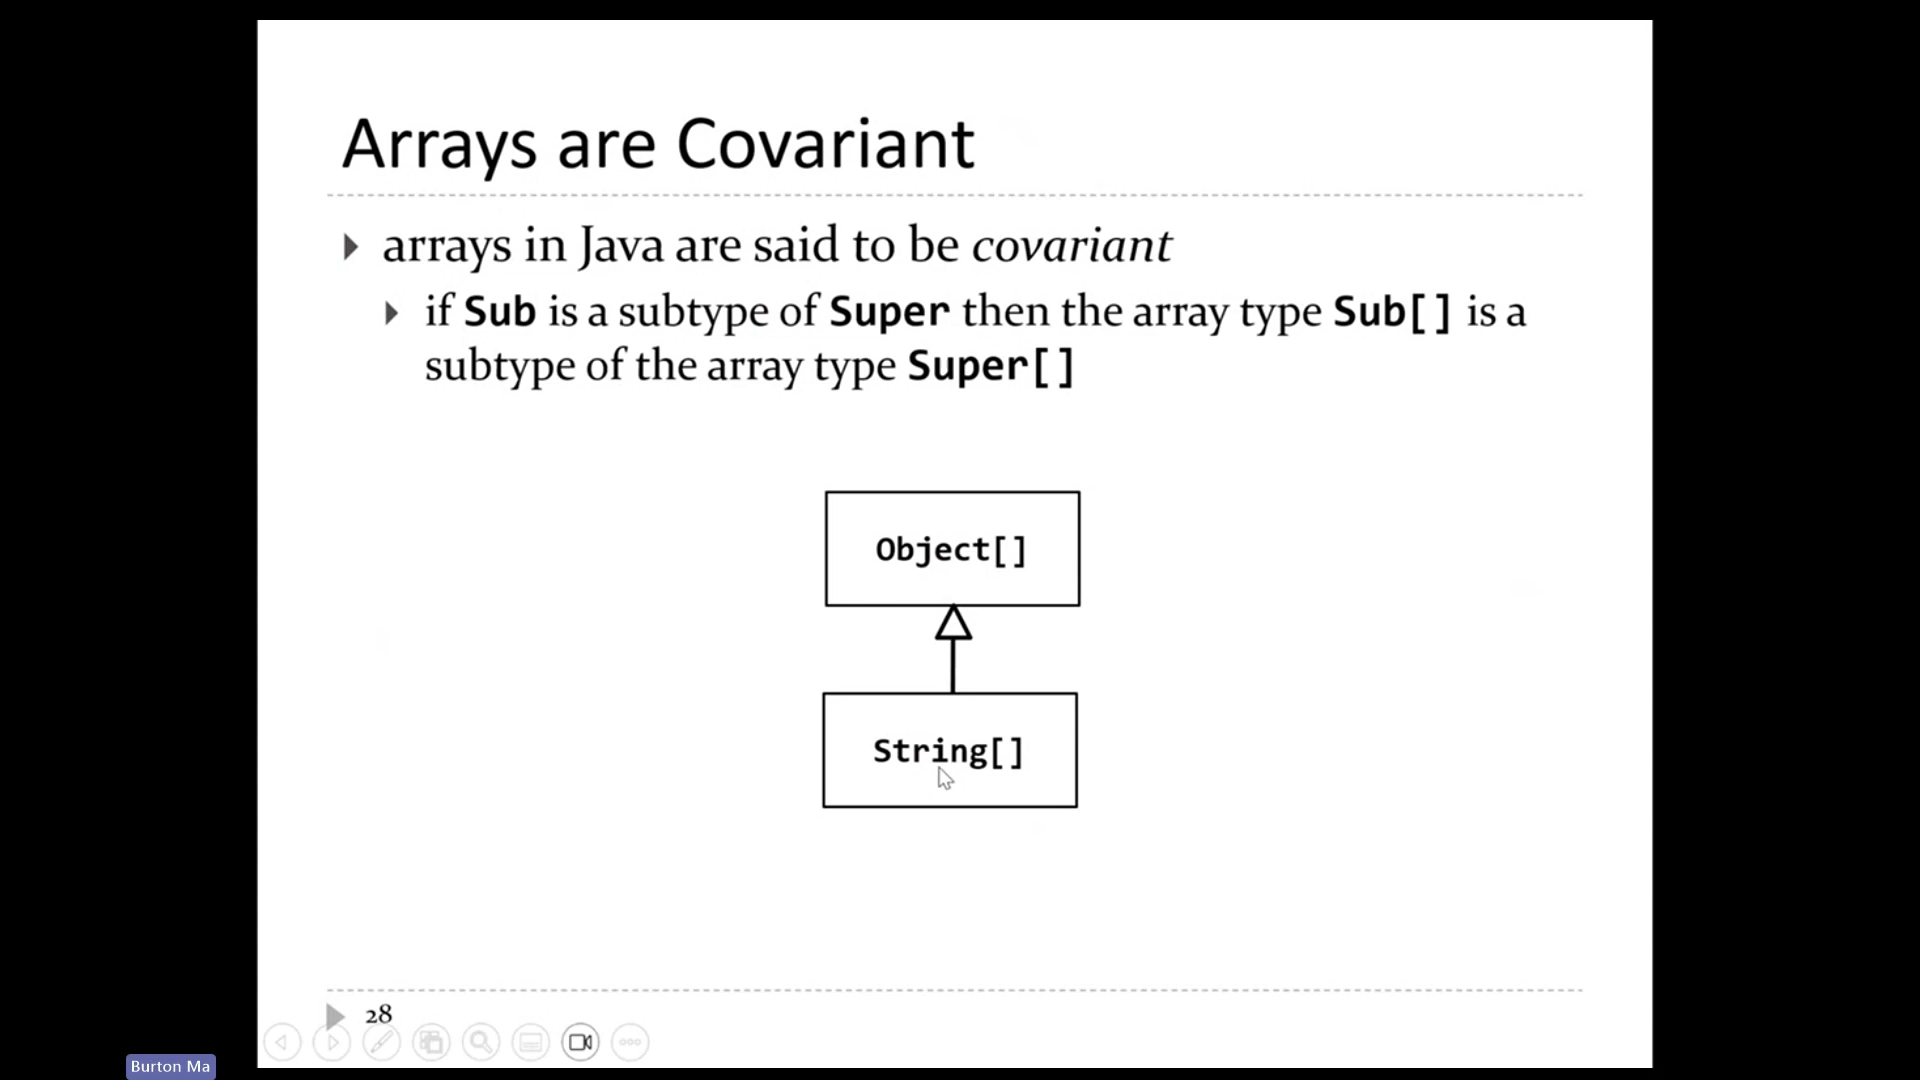 Arrays are Covariant
arrays in Java are said to be covariant
if Sub is a subtype of Super then the array type Sub[] is a
subtype of the array type Super[]
Object[]
String[]
28
Burton Ma